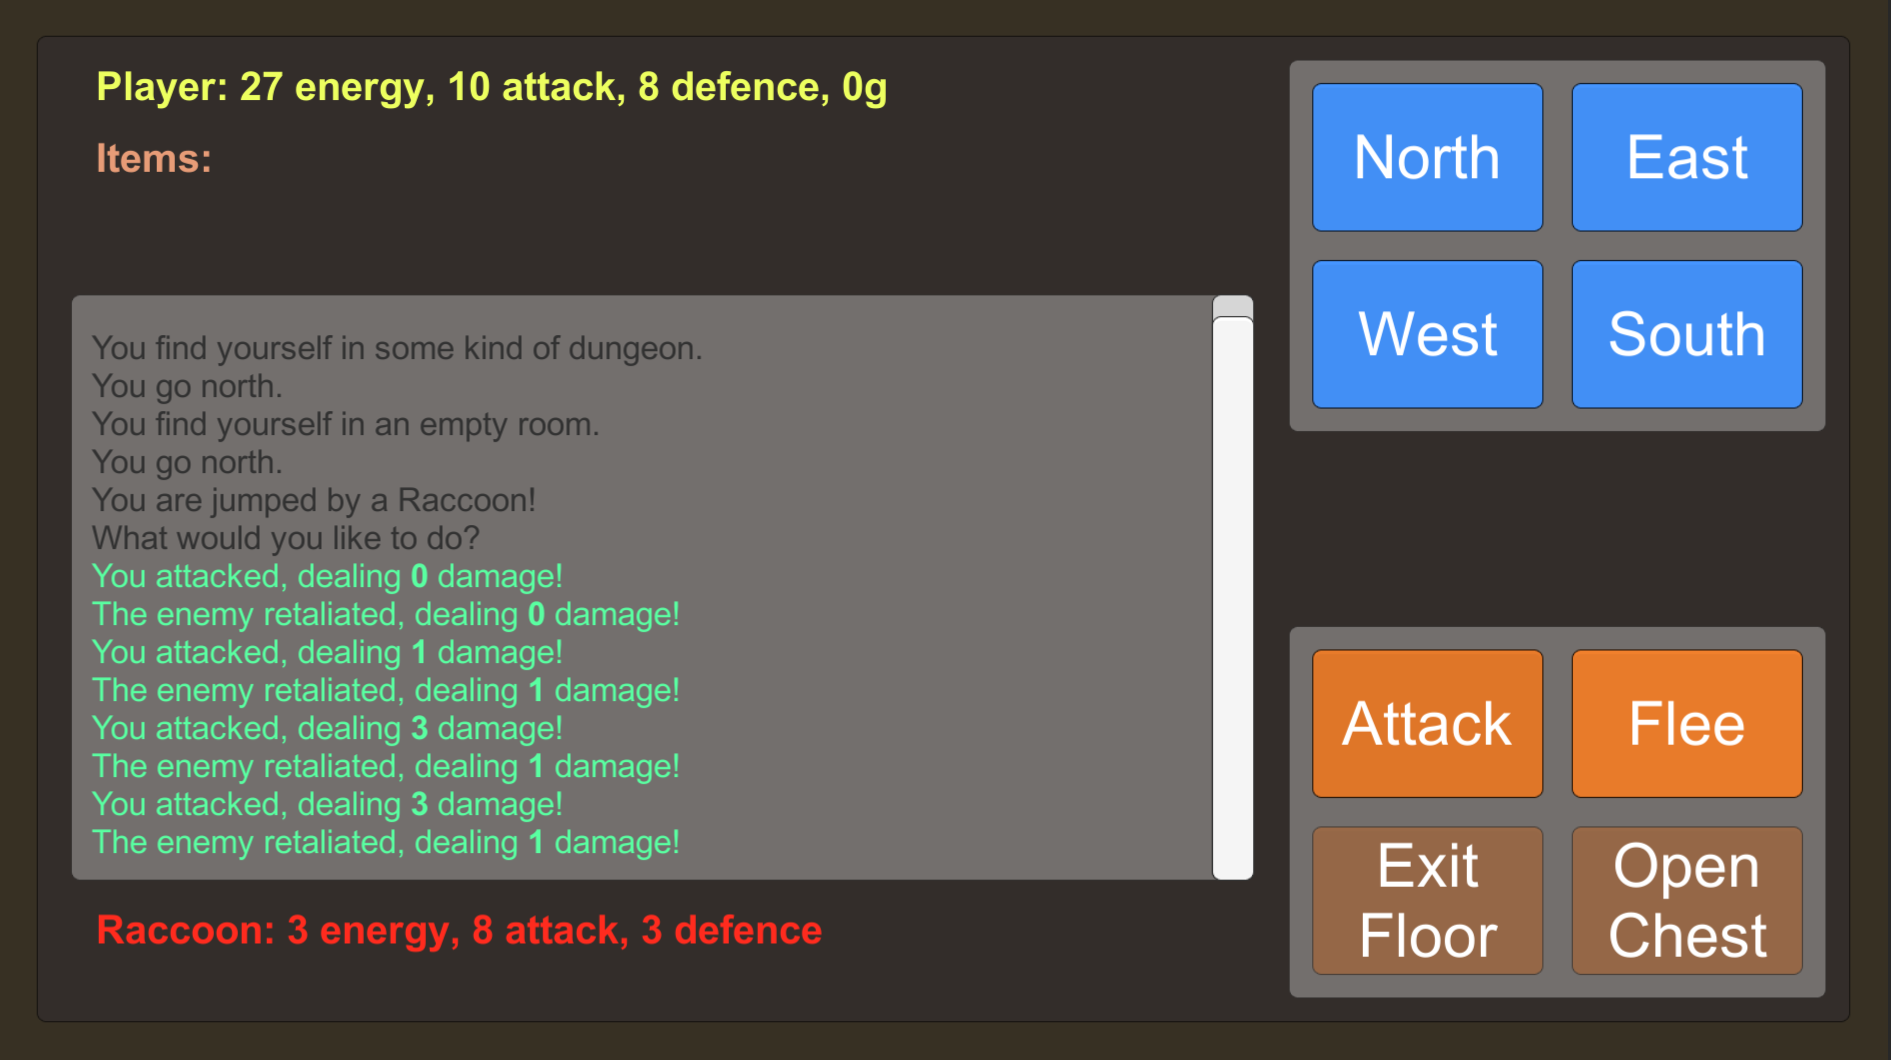 Player: 27 energy, 10 attack, 8 defence, 0g
Items:
You find yourself in some kind of dungeon.
You go north.
You find yourself in an empty room.
You go north.
You are jumped by a Raccoon!
What would you like to do?
You attacked, dealing 0 damage!
The enemy retaliated, dealing 0 damage!
You attacked, dealing 1 damage!
The enemy retaliated, dealing 1 damage!
You attacked, dealing 3 damage!
The enemy retaliated, dealing 1 damage!
You attacked, dealing 3 damage!
The enemy retaliated, dealing 1 damage!
Raccoon: 3 energy, 8 attack, 3 defence
North
East
West
South
Attack
Flee
Exit
Floor
Open
Chest